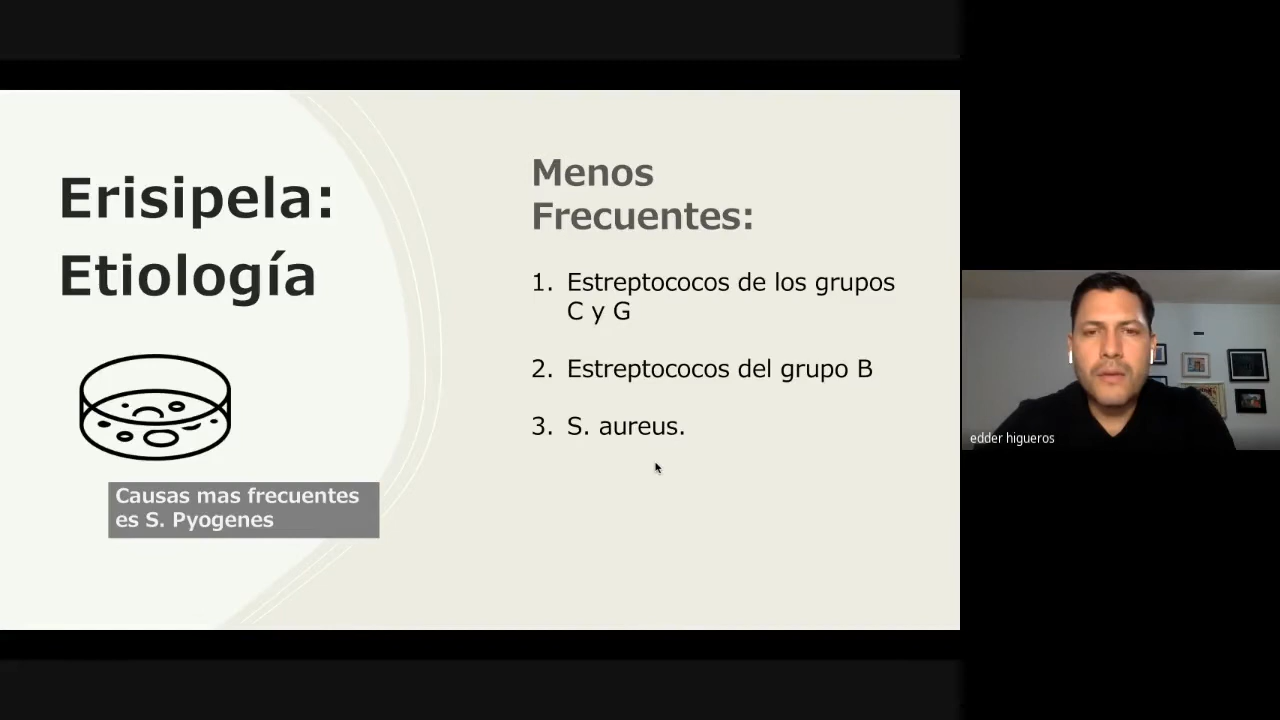 Erisipela:
Etiología
Causas mas frecuentes
es S. Pyogenes
Menos
Frecuentes:
1. Estreptococos de los grupos
C y G
2. Estreptococos del grupo B
3. S. aureus.
edder higueros